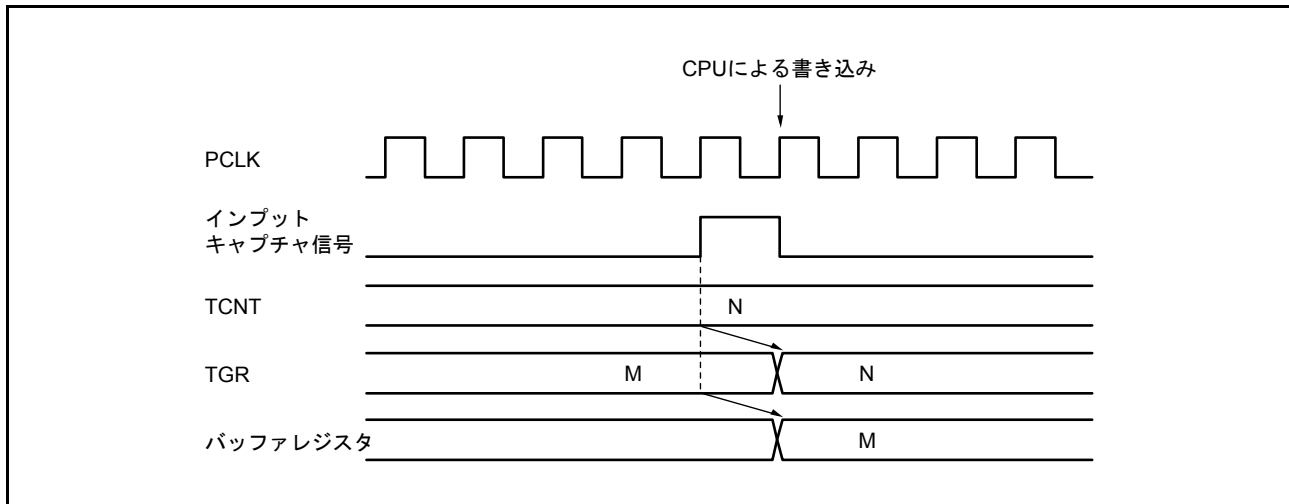 CPUによる書き込み
PCLK
インプット
キャプチャ信号
TCNT
N
TGR
M
N
バッファレジスタ
M